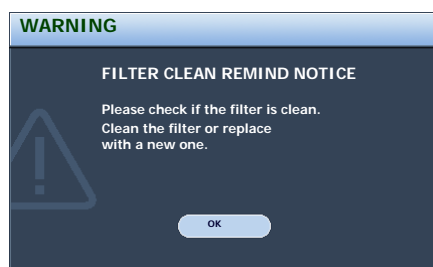 WARNING
FILTER CLEAN REMIND NOTICE
Please check if the filter is clean.
Clean the filter or replace
with a new one.
OK